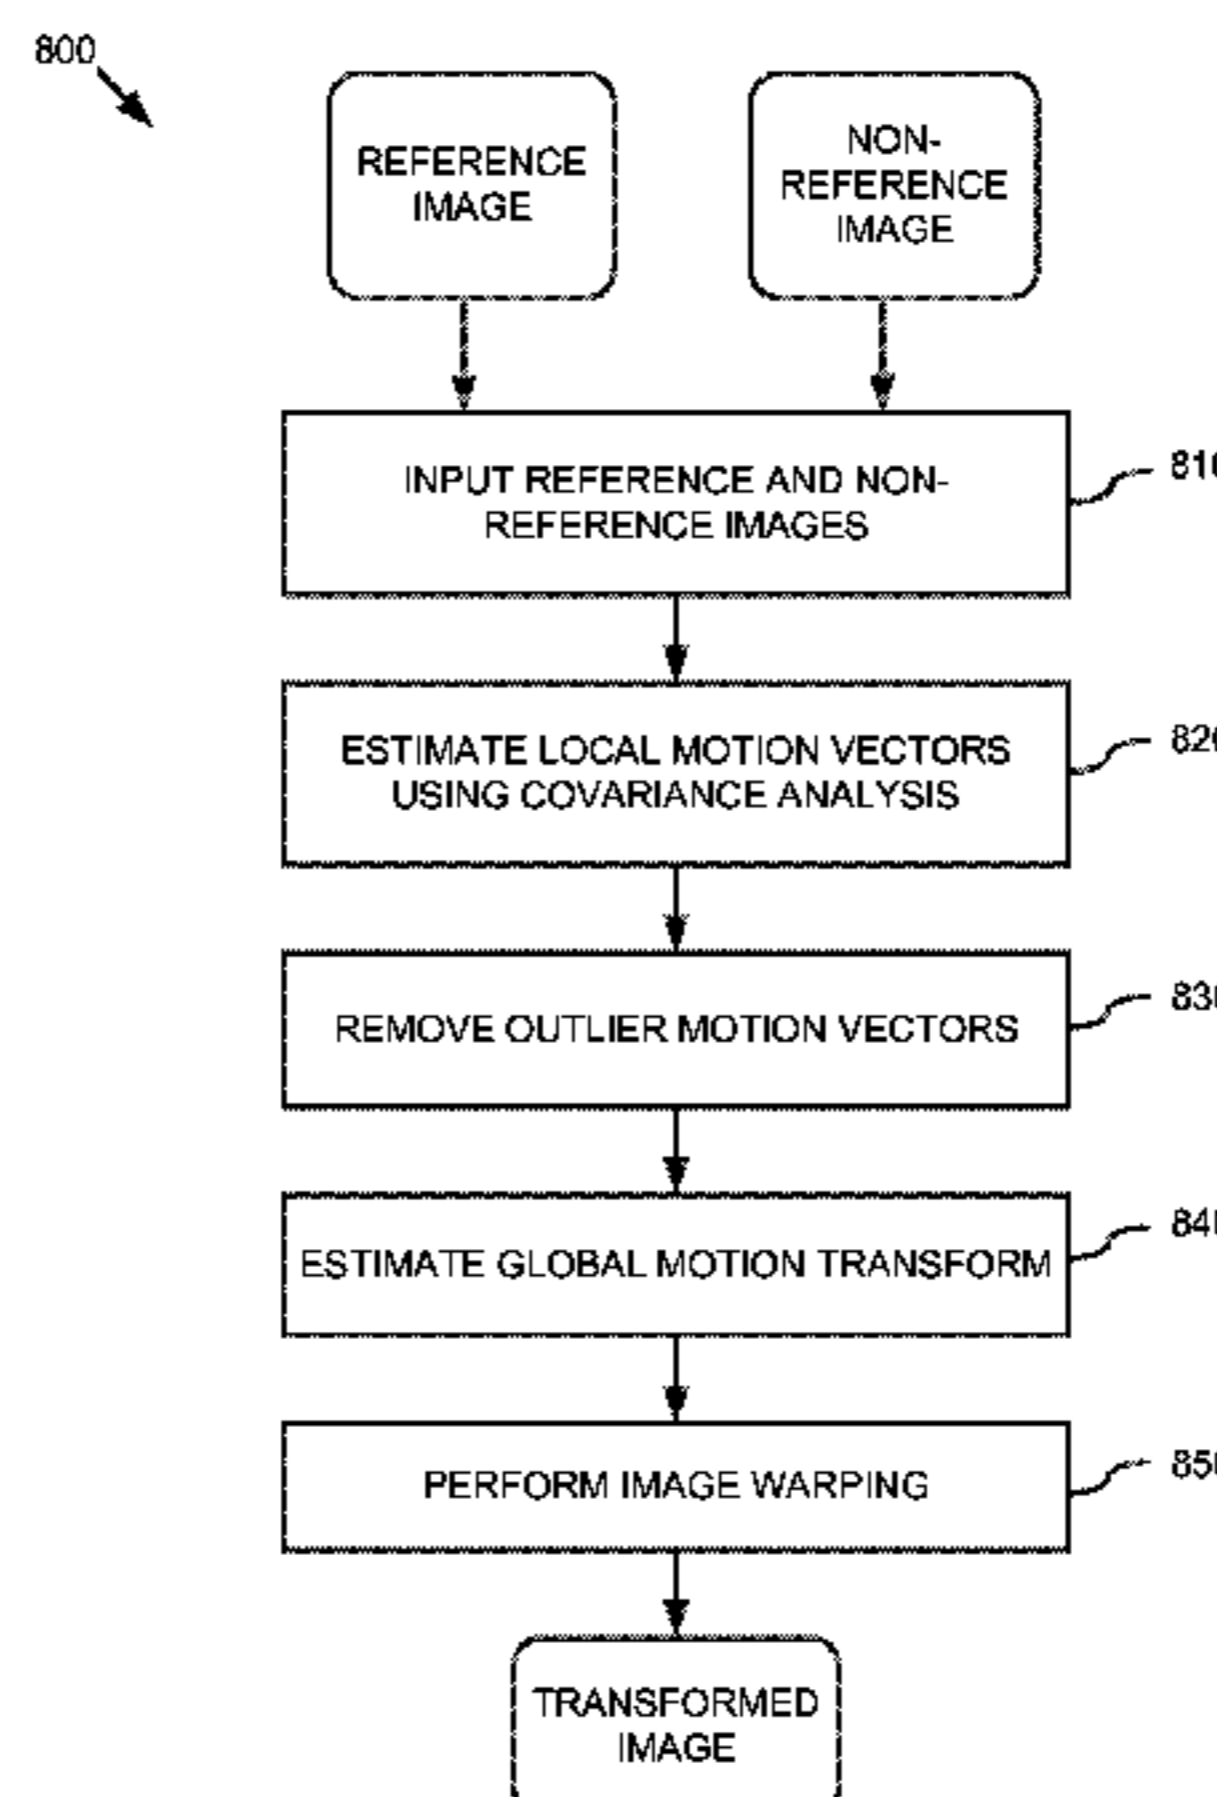 800
REFERENCE
IMAGE
NON-
REFERENCE
IMAGE
INPUT REFERENCE AND NON-
REFERENCE IMAGES
ESTIMATE LOCAL MOTION VECTORS
USING COVARIANCE ANALYSIS
REMOVE OUTLIER MOTION VECTORS
ESTIMATE GLOBAL MOTION TRANSFORM
PERFORM IMAGE WARPING
TRANSFORMED
IMAGE